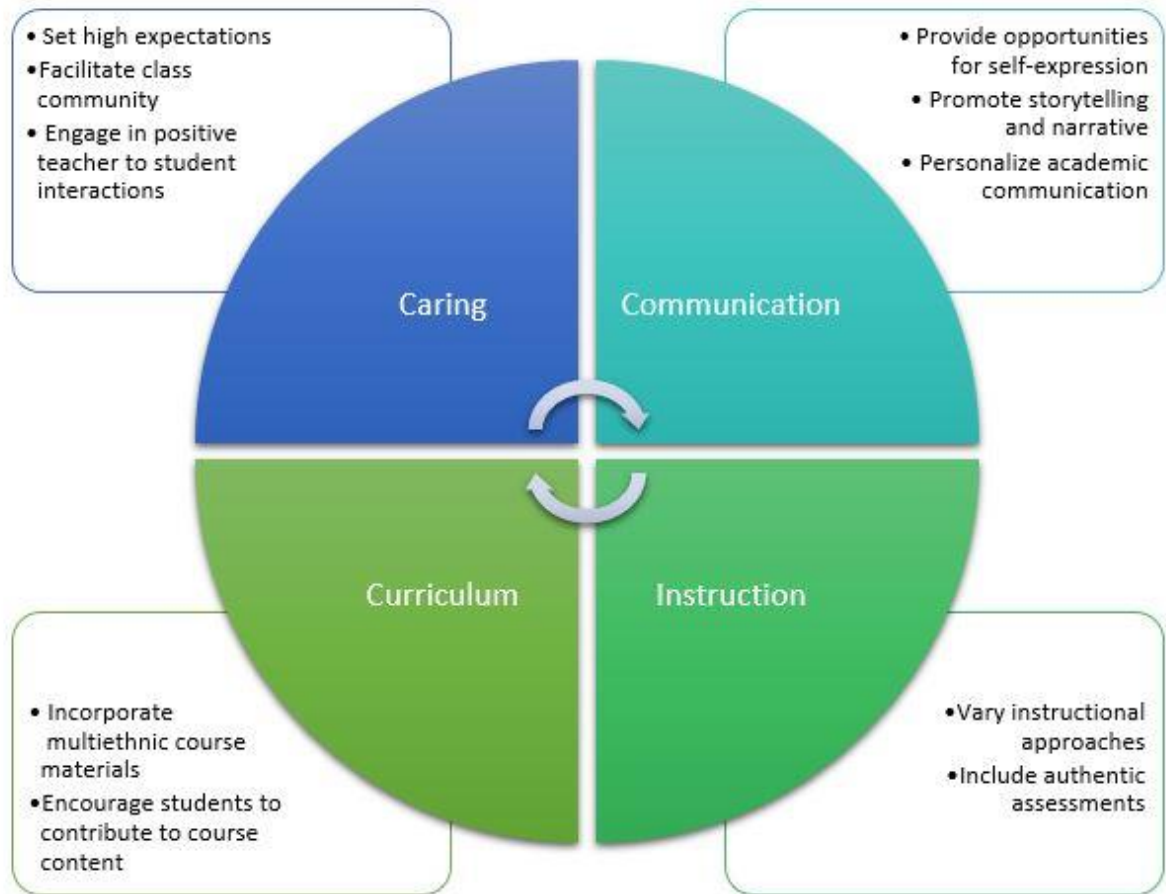 • Set high expectations
•Facilitate class
community
• Engage in positive
teacher to student
interactions
• Provide opportunities
for self-expression
• Promote storytelling
and narrative
• Personalize academic
communication
Caring
Communication
Curriculum
Instruction
• Incorporate
multiethnic course
materials
•Encourage students to
contribute to course
content
•Vary instructional
approaches
•Include authentic
assessments